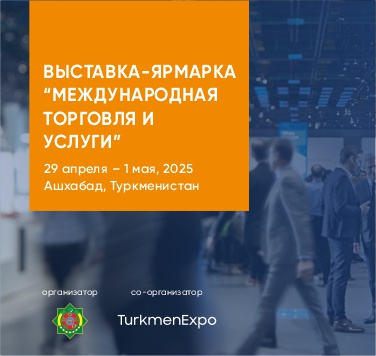 ВЫСТАВКА-ЯРМАРКА
“МЕЖДУНАРОДНАЯ
ТОРГОВЛЯ И
УСЛУГИ”
29 апреля – 1 мая, 2025
Ашхабад, Туркменистан
организатор
со-организатор
TurkmenExpo